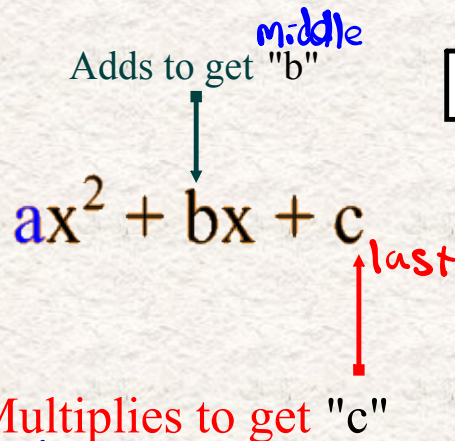 middle
Adds to get "b"
ax² + bx + c
last
Multiplies to get "c"